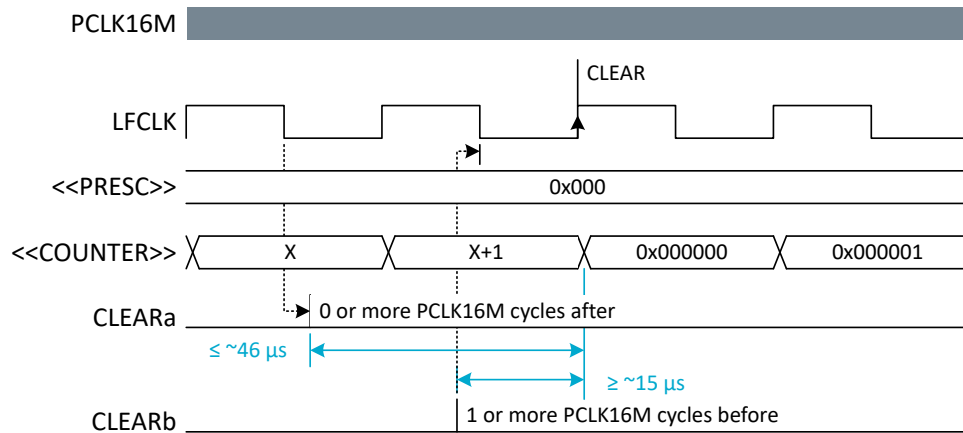 PCLK16M
CLEAR
LFCLK
<<PRESC>>
0x000
<<COUNTER>>
X
X+1
0x000000
0x000001
0 or more PCLK16M cycles after
CLEARa
≤ ~46 µs
≥ ~15 µs
1 or more PCLK16M cycles before
CLEARb